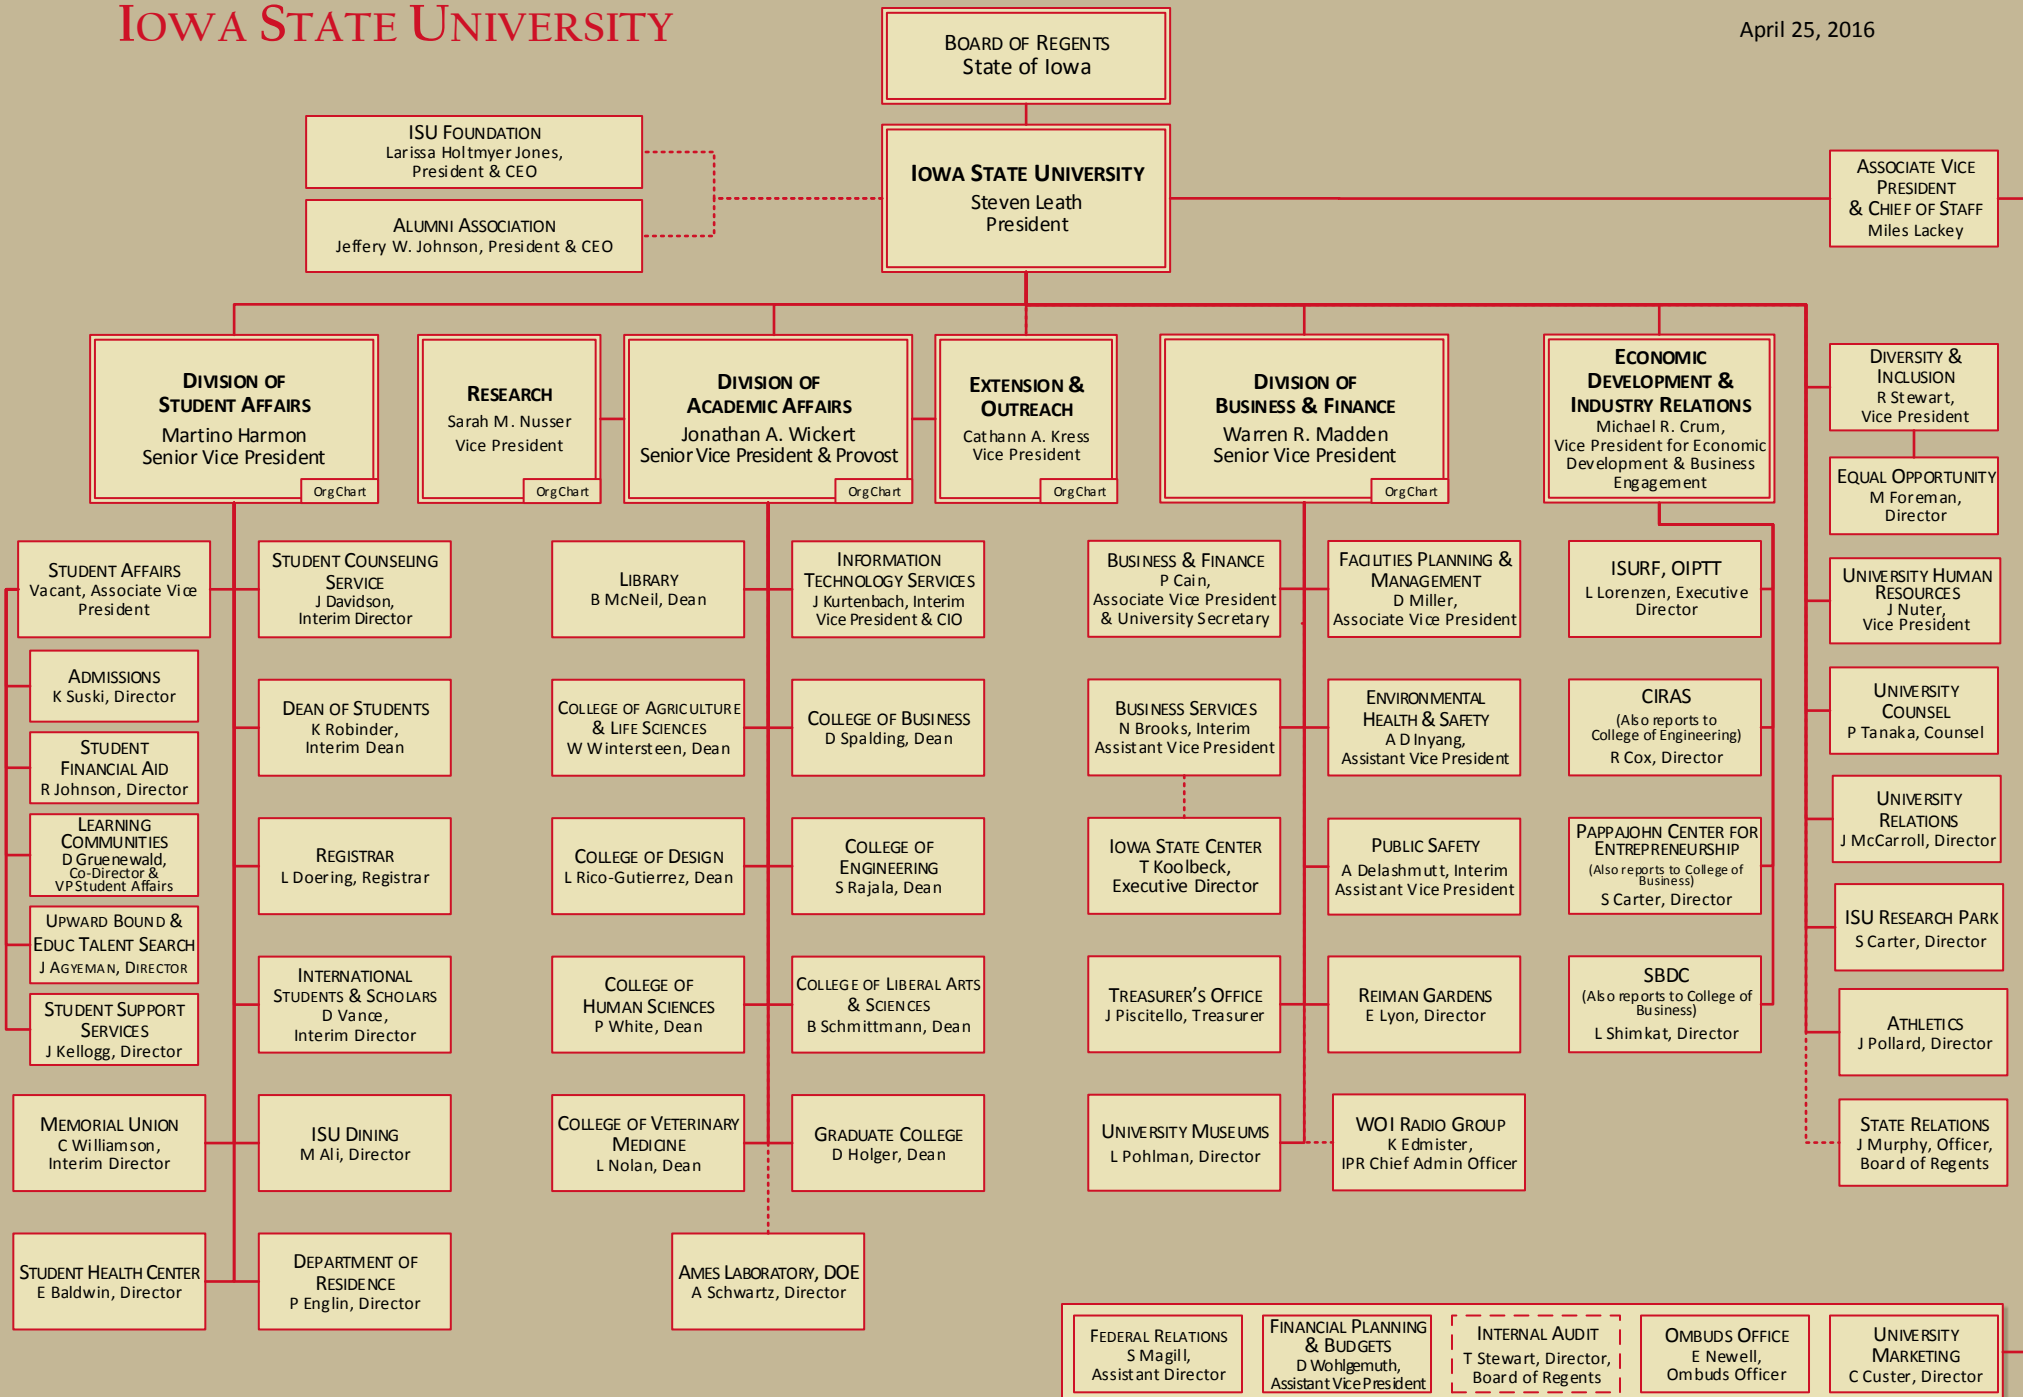 IOWA STATE UNIVERSITY
April 25, 2016
BOARD OF REGENTS
State of Iowa
ISU FOUNDATION
Larissa Holtmyer Jones,
President & CEO
ALUMNI ASSOCIATION
Jeffery W. Johnson, President & CEO
IOWA STATE UNIVERSITY
Steven Leath
President
ASSOCIATE VICE
PRESIDENT
& CHIEF OF STAFF
Miles Lackey
DIVISION OF
STUDENT AFFAIRS
Martino Harmon
Senior Vice President
Org Chart
RESEARCH
Sarah M. Nusser
Vice President
Org Chart
DIVISION OF
ACADEMIC AFFAIRS
Jonathan A. Wickert
Senior Vice President & Provost
Org Chart
EXTENSION &
OUTREACH
Cathann A. Kress
Vice President
Org Chart
DIVISION OF
BUSINESS & FINANCE
Warren R. Madden
Senior Vice President
Org Chart
ECONOMIC
DEVELOPMENT &
INDUSTRY RELATIONS
Michael R. Crum,
Vice President for Economic
Development & Business
Engagement
STUDENT AFFAIRS
Vacant, Associate Vice
President
ADMISSIONS
K Suski, Director
STUDENT
FINANCIAL AID
R Johnson, Director
LEARNING
COMMUNITIES
D Gruenewald,
Co-Director &
VP Student Affairs
UPWARD BOUND &
EDUC TALENT SEARCH
J AGYEMAN, DIRECTOR
STUDENT SUPPORT
SERVICES
J Kellogg, Director
MEMORIAL UNION
C Williamson,
Interim Director
STUDENT HEALTH CENTER
E Baldwin, Director
STUDENT COUNSELING
SERVICE
J Davidson,
Interim Director
DEAN OF STUDENTS
K Robinder,
Interim Dean
REGISTRAR
L Doering, Registrar
INTERNATIONAL
STUDENTS & SCHOLARS
D Vance,
Interim Director
ISU DINING
M Ali, Director
DEPARTMENT OF
RESIDENCE
P Englin, Director
LIBRARY
B McNeil, Dean
COLLEGE OF AGRICULTURE
& LIFE SCIENCES
W Wintersteen, Dean
COLLEGE OF DESIGN
L Rico-Gutierrez, Dean
COLLEGE OF
HUMAN SCIENCES
P White, Dean
COLLEGE OF VETERINARY
MEDICINE
L Nolan, Dean
INFORMATION
TECHNOLOGY SERVICES
J Kurtenbach, Interim
Vice President & CIO
COLLEGE OF BUSINESS
D Spalding, Dean
COLLEGE OF
ENGINEERING
S Rajala, Dean
COLLEGE OF LIBERAL ARTS
& SCIENCES
B Schmittmann, Dean
GRADUATE COLLEGE
D Holger, Dean
AMES LABORATORY, DOE
A Schwartz, Director
BUSINESS & FINANCE
P Cain,
Associate Vice President
& University Secretary
BUSINESS SERVICES
N Brooks, Interim
Assistant Vice President
IOWA STATE CENTER
T Koolbeck,
Executive Director
TREASURER'S OFFICE
J Piscitello, Treasurer
UNIVERSITY MUSEUMS
L Pohlman, Director
FACILITIES PLANNING &
MANAGEMENT
D Miller,
Associate Vice President
ENVIRONMENTAL
HEALTH & SAFETY
A D Inyang,
Assistant Vice President
PUBLIC SAFETY
A Delashmutt, Interim
Assistant Vice President
REIMAN GARDENS
E Lyon, Director
WOI RADIO GROUP
K Edmister,
IPR Chief Admin Officer
ISURF, OIPTT
L Lorenzen, Executive
Director
CIRAS
(Also reports to
College of Engineering)
R Cox, Director
PAPPAJOHN CENTER FOR
ENTREPRENEURSHIP
(Also reports to College of
Business)
S Carter, Director
SBDC
(Also reports to College of
Business)
L Shimkat, Director
DIVERSITY &
INCLUSION
R Stewart,
Vice President
EQUAL OPPORTUNITY
M Foreman,
Director
UNIVERSITY HUMAN
RESOURCES
J Nuter,
Vice President
UNIVERSITY
COUNSEL
P Tanaka, Counsel
UNIVERSITY
RELATIONS
J McCarroll, Director
ISU RESEARCH PARK
S Carter, Director
ATHLETICS
J Pollard, Director
STATE RELATIONS
J Murphy, Officer,
Board of Regents
FEDERAL RELATIONS
S Magill,
Assistant Director
FINANCIAL PLANNING
& BUDGETS
D Wohlgemuth,
Assistant Vice President
INTERNAL AUDIT
T Stewart, Director,
Board of Regents
OMBUDS OFFICE
E Newell,
Ombuds Officer
UNIVERSITY
MARKETING
C Custer, Director